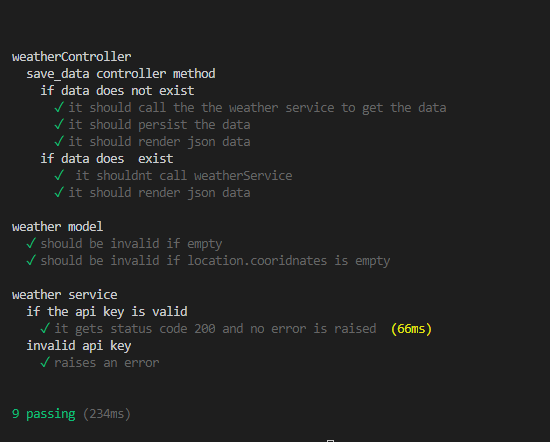 weatherController
save_data controller method
if data does not exist
✓ it should call the the weather service to get the data
✓ it should persist the data
✓ it should render json data
if data does  exist
✓  it shouldnt call weatherService
✓ it should render json data
weather model
✓ should be invalid if empty
✓ should be invalid if location.cooridnates is empty
weather service
if the api key is valid
✓ it gets status code 200 and no error is raised  (66ms)
invalid api key
✓ raises an error
9 passing (234ms)